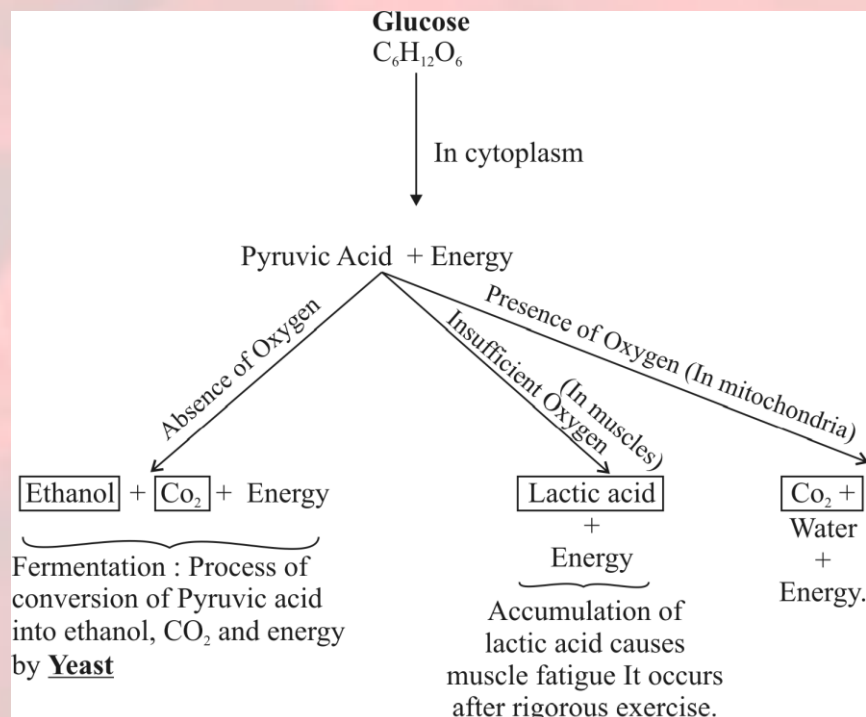 Glucose
C₆H₁₂O₆
In cytoplasm
Pyruvic Acid + Energy
Absence of Oxygen
Insufficient Oxygen
(In muscles)
Presence of Oxygen (In mitochondria)
Ethanol + Co₂ + Energy
Fermentation : Process of
conversion of Pyruvic acid
into ethanol, CO₂ and energy
by Yeast
Lactic acid
+
Energy
Accumulation of
lactic acid causes
muscle fatigue It occurs
after rigorous exercise.
Co₂ +
Water
+
Energy.